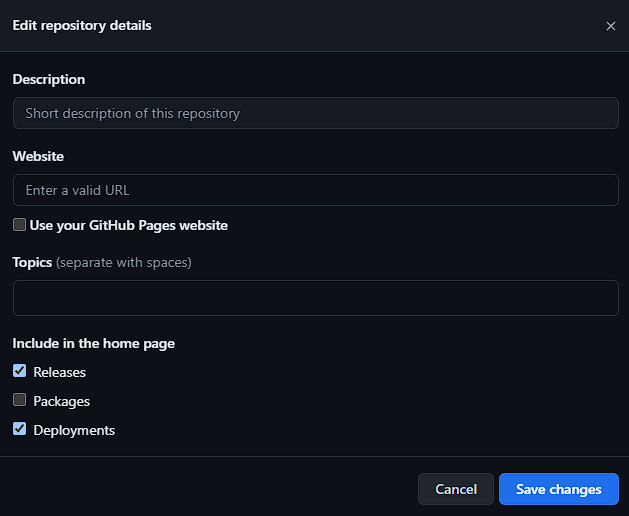 Edit repository details
Description
Short description of this repository
Website
Enter a valid URL
Use your GitHub Pages website
Topics (separate with spaces)
Include in the home page
Releases
Packages
Deployments
Cancel Save changes